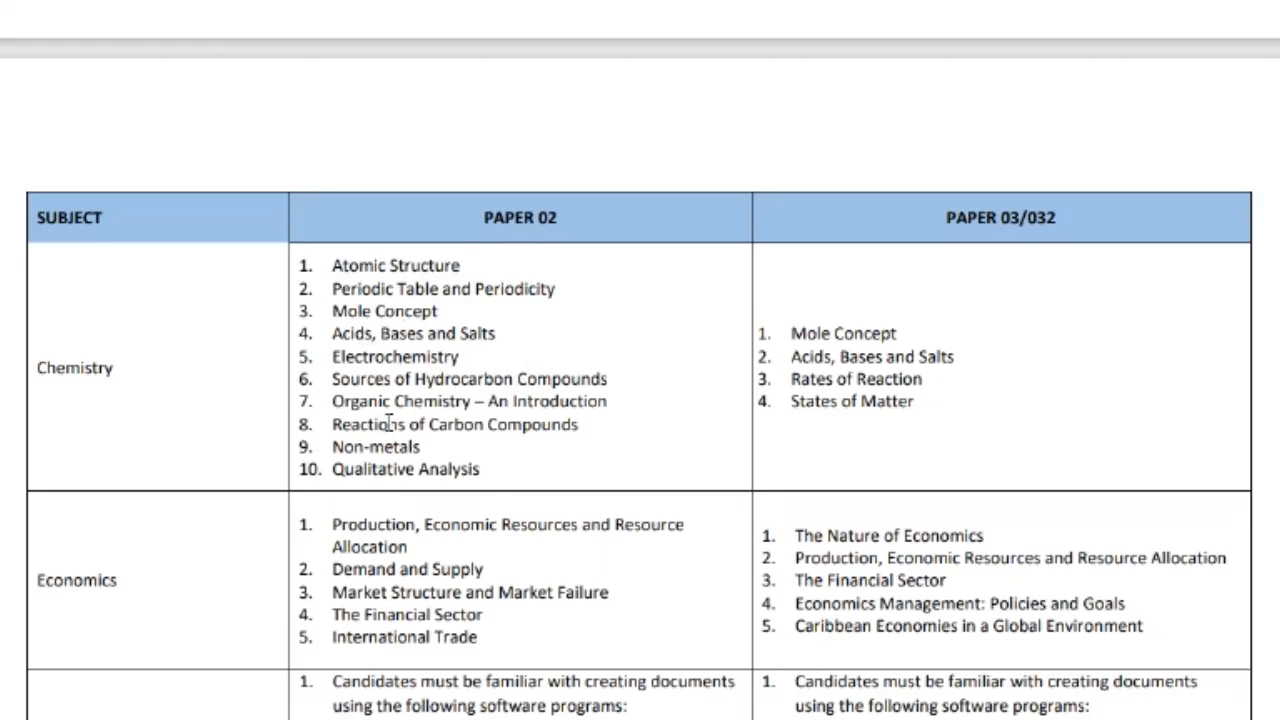 SUBJECT
PAPER 02
PAPER 03/032
Chemistry
1. Atomic Structure
2. Periodic Table and Periodicity
3. Mole Concept
4. Acids, Bases and Salts
5. Electrochemistry
6. Sources of Hydrocarbon Compounds
7. Organic Chemistry – An Introduction
8. Reactions of Carbon Compounds
9. Non-metals
10. Qualitative Analysis
1. Mole Concept
2. Acids, Bases and Salts
3. Rates of Reaction
4. States of Matter
Economics
1. Production, Economic Resources and Resource
Allocation
2. Demand and Supply
3. Market Structure and Market Failure
4. The Financial Sector
5. International Trade
1. The Nature of Economics
2. Production, Economic Resources and Resource Allocation
3. The Financial Sector
4. Economics Management: Policies and Goals
5. Caribbean Economies in a Global Environment
1. Candidates must be familiar with creating documents
using the following software programs:
1. Candidates must be familiar with creating documents
using the following software programs: